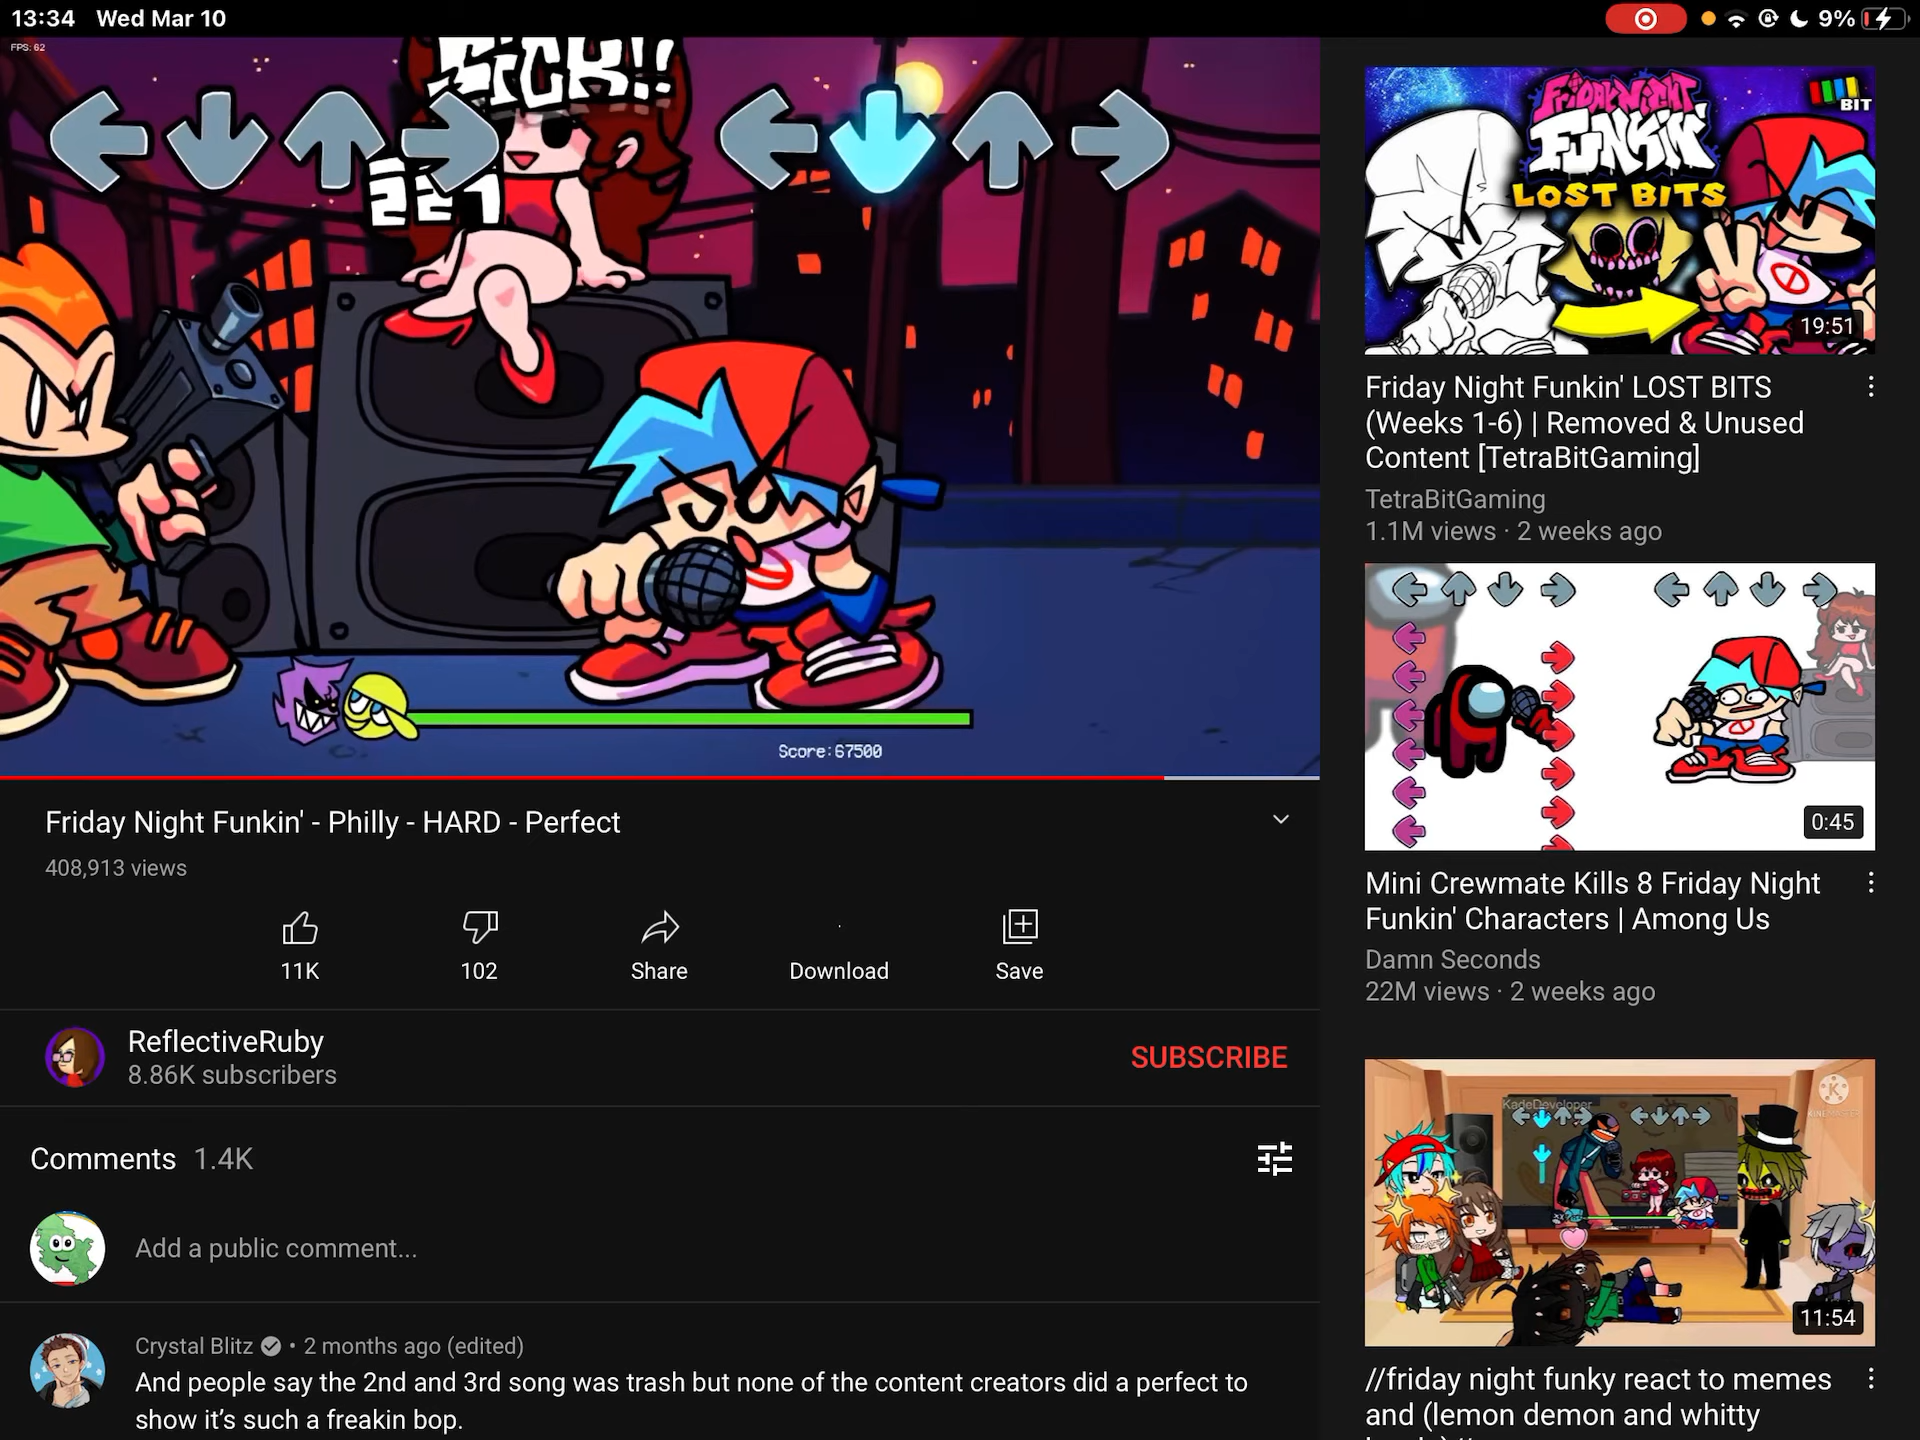 13:34 Wed Mar 10
9%
FPS: 62
SICK!!
221
Score:67500
Friday Night Funkin' - Philly - HARD - Perfect
408,913 views
11K
102
Share
Download
Save
ReflectiveRuby
8.86K subscribers
SUBSCRIBE
Comments 1.4K
Add a public comment...
Crystal Blitz • 2 months ago (edited)
And people say the 2nd and 3rd song was trash but none of the content creators did a perfect to
show it’s such a freakin bop.
FRIDAY NIGHT
FUNKIN'
LOST BITS
BIT
19:51
Friday Night Funkin' LOST BITS
(Weeks 1-6) | Removed & Unused
Content [TetraBitGaming]
TetraBitGaming
1.1M views · 2 weeks ago
0:45
Mini Crewmate Kills 8 Friday Night
Funkin' Characters | Among Us
Damn Seconds
22M views · 2 weeks ago
KadeDeveloper
K
KINEMASTER
11:54
//friday night funky react to memes
and (lemon demon and whitty